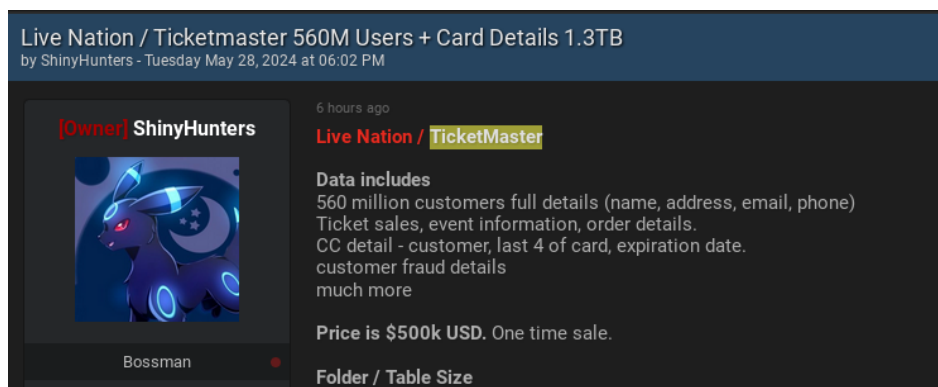 Live Nation / Ticketmaster 560M Users + Card Details 1.3TB
by ShinyHunters - Tuesday May 28, 2024 at 06:02 PM
[Owner] ShinyHunters
Bossman
6 hours ago
Live Nation / TicketMaster
Data includes
560 million customers full details (name, address, email, phone)
Ticket sales, event information, order details.
CC detail - customer, last 4 of card, expiration date.
customer fraud details
much more
Price is $500k USD. One time sale.
Folder / Table Size